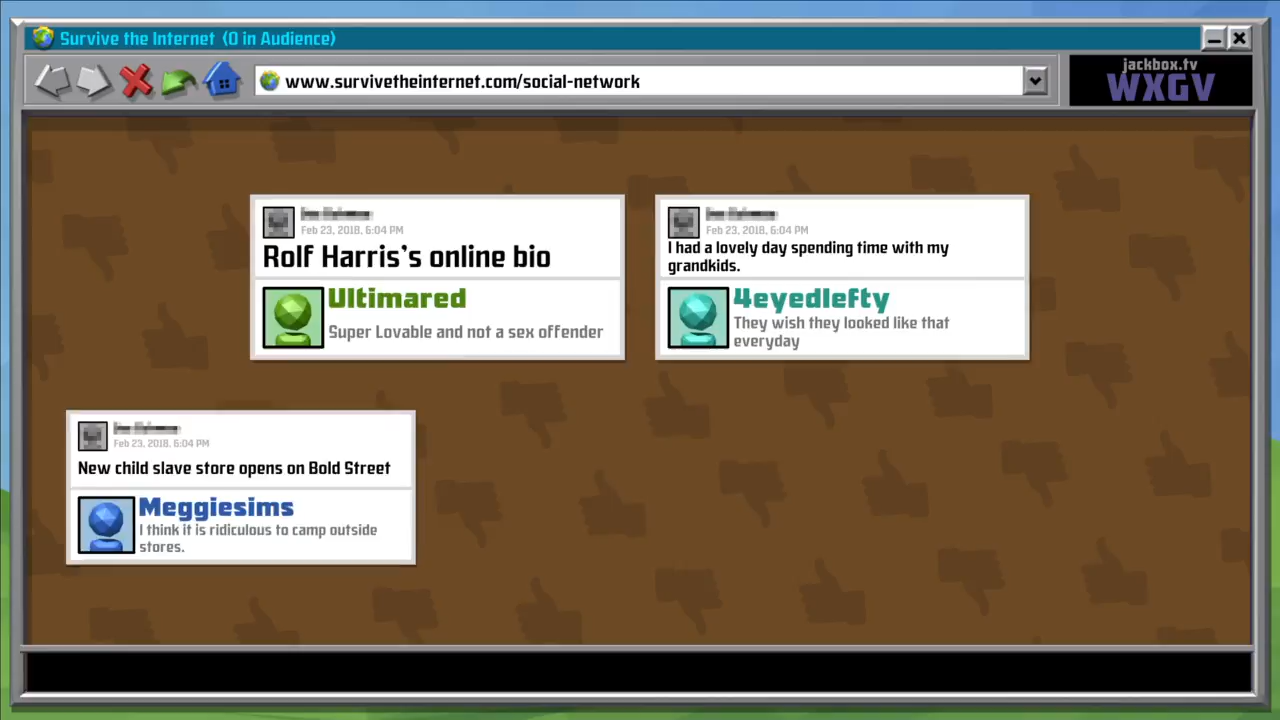 Survive the Internet (0 in Audience)
www.survivetheinternet.com/social-network
jackbox.tv
WXGV
Feb 23, 2018, 6:04 PM
Rolf Harris's online bio
Ultimared
Super Lovable and not a sex offender
Feb 23, 2018, 6:04 PM
I had a lovely day spending time with my
grandkids.
4eyedlefty
They wish they looked like that
everyday
Feb 23, 2018, 6:04 PM
New child slave store opens on Bold Street
Meggiesims
I think it is ridiculous to camp outside
stores.